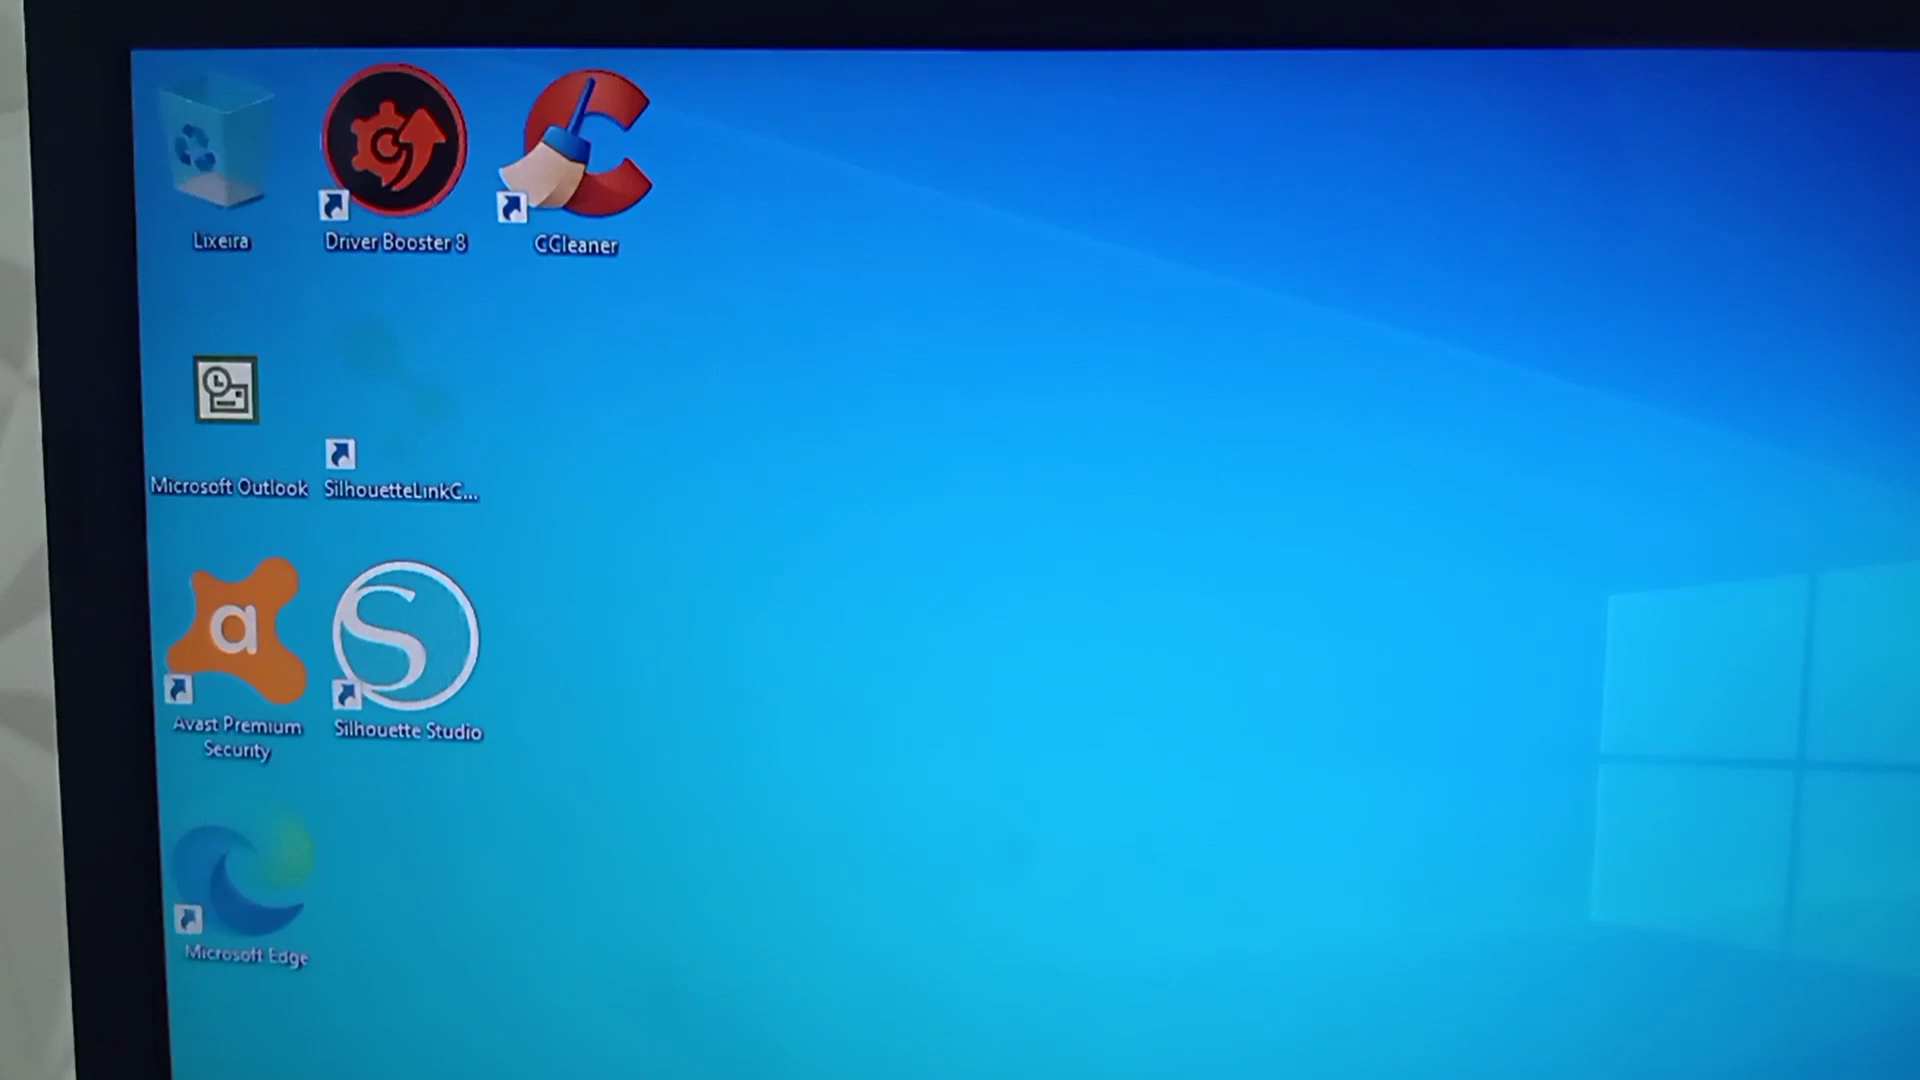 Lixeira
Driver Booster 8
CCleaner
Microsoft Outlook
SilhouetteLinkC...
a
S
Avast Premium
Security
Silhouette Studio
Microsoft Edge